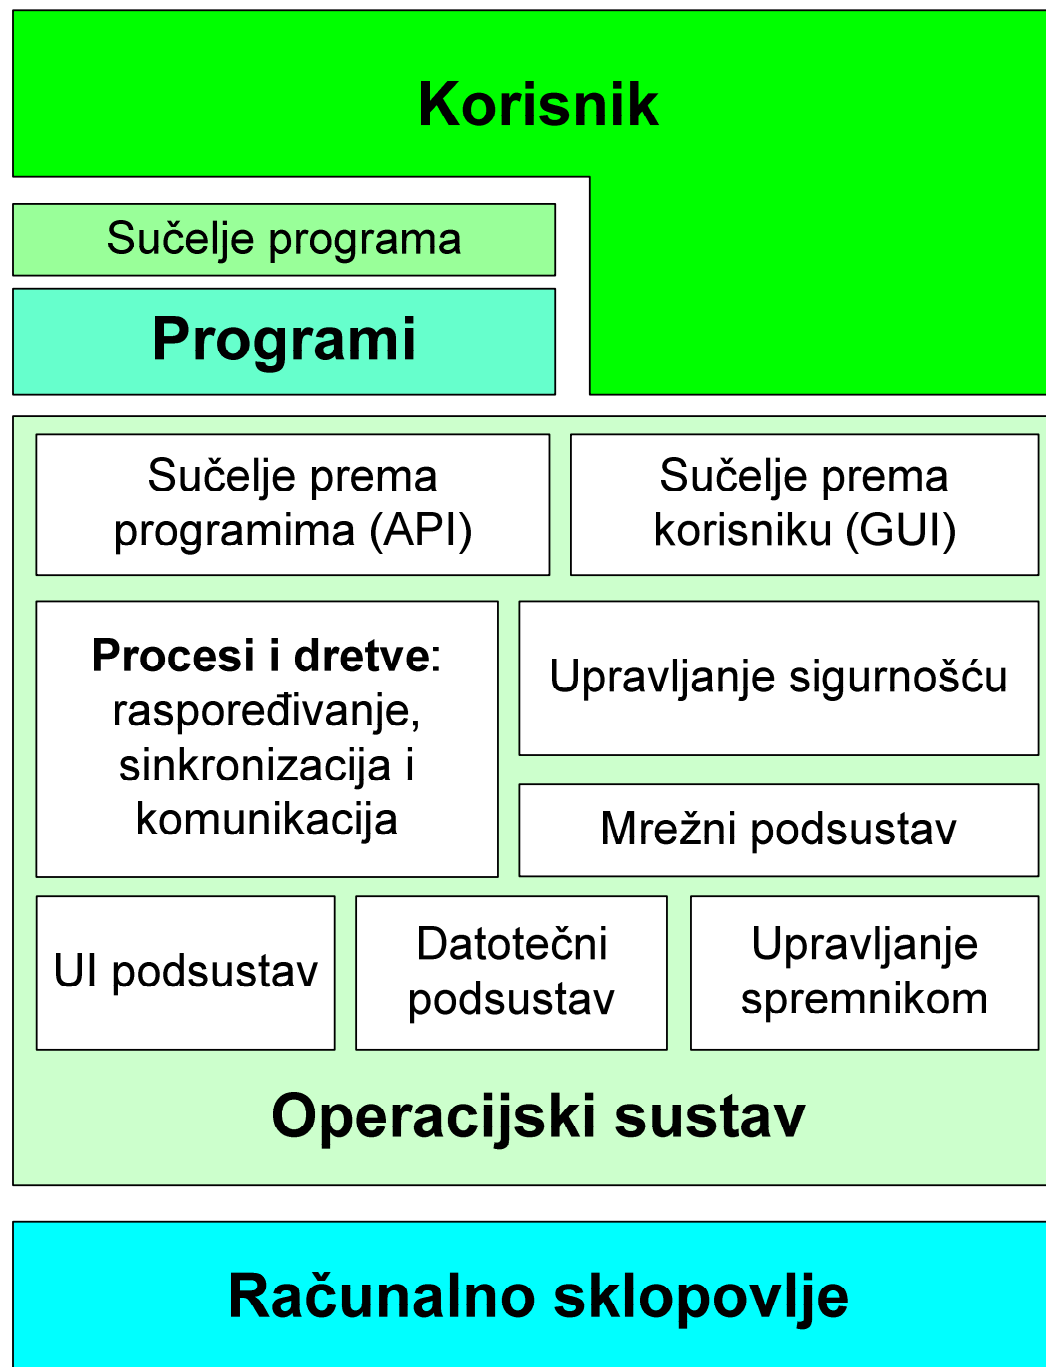 Korisnik
Sučelje programa
Programi
Sučelje prema
programima (API)
Sučelje prema
korisniku (GUI)
Procesi i dretve:
raspoređivanje,
sinkronizacija i
komunikacija
Upravljanje sigurnošću
Mrežni podsustav
UI podsustav
Datotečni
podsustav
Upravljanje
spremnikom
Operacijski sustav
Računalno sklopovlje